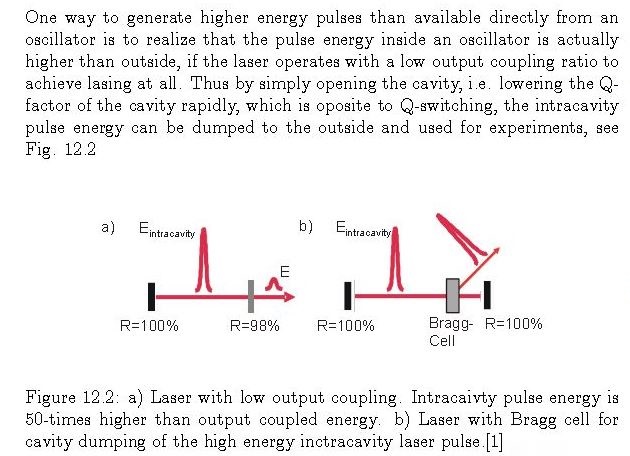 One way to generate higher energy pulses than available directly from an
oscillator is to realize that the pulse energy inside an oscillator is actually
higher than outside, if the laser operates with a low output coupling ratio to
achieve lasing at all. Thus by simply opening the cavity, i.e. lowering the Q-
factor of the cavity rapidly, which is oposite to Q-switching, the intracavity
pulse energy can be dumped to the outside and used for experiments, see
Fig. 12.2
a) Eintracavity
E
R=100% R=98%
b) Eintracavity
R=100% Bragg- R=100%
Cell
Figure 12.2: a) Laser with low output coupling. Intracaivty pulse energy is
50-times higher than output coupled energy. b) Laser with Bragg cell for
cavity dumping of the high energy inctracavity laser pulse.[1]